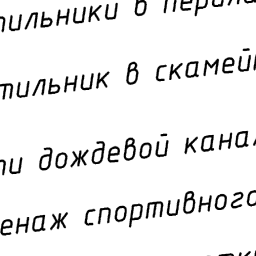 тильники в перила
тильник в скамей
ти дождевой канал
енаж спортивного